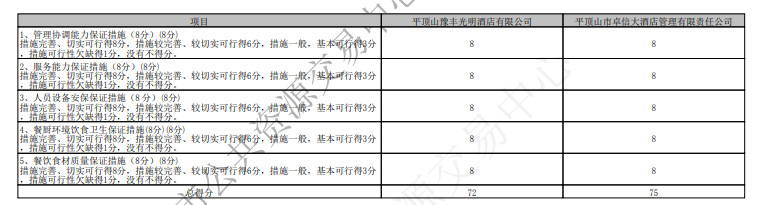 项目 平顶山豫丰光明酒店有限公司 平顶山市卓信大酒店管理有限责任公司
1、管理协调能力保证措施（8分）(8分)
措施完善、切实可行得8分，措施较完善、较切实可行得6分，措施一般，基本可行得3分
，措施可行性欠缺得1分，没有不得分。
8 8
2、服务能力保证措施（8分）(8分)
措施完善、切实可行得8分，措施较完善、较切实可行得6分，措施一般，基本可行得3分
，措施可行性欠缺得1分，没有不得分。
8 8
3、人员设备安保保证措施（8 分）(8分)
措施完善、切实可行得8分，措施较完善、较切实可行得6分，措施一般，基本可行得3分
，措施可行性欠缺得1分，没有不得分。
8 8
4、餐厨环境饮食卫生保证措施(8分)(8分)
措施完善、切实可行得8分，措施较完善、较切实可行得6分，措施一般，基本可行得3分
，措施可行性欠缺得1分，没有不得分。
8 8
5、餐饮食材质量保证措施（8分）(8分)
措施完善、切实可行得8分，措施较完善、较切实可行得6分，措施一般，基本可行得3分
，措施可行性欠缺得1分，没有不得分。
8 8
总得分 72 75
市公共资源交易中心
源交易中心